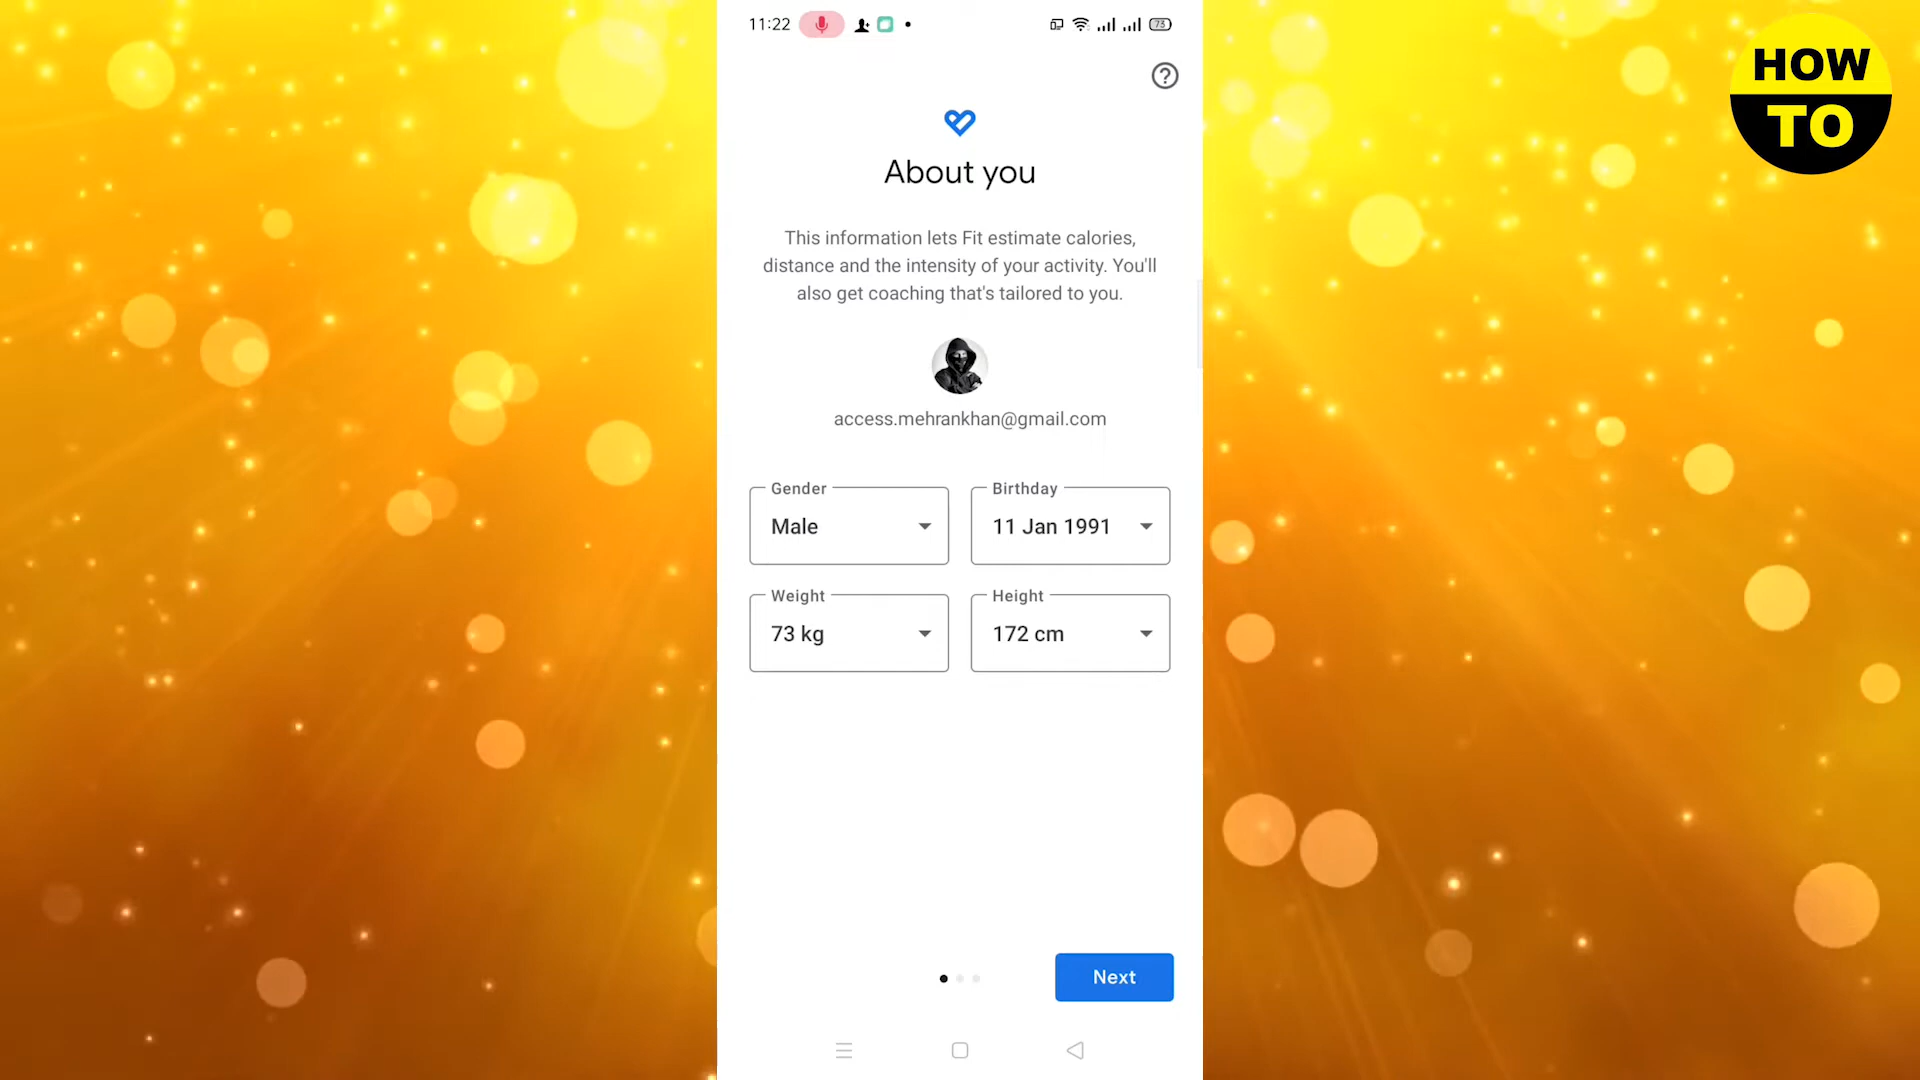 11:22
73
HOW
TO
About you
This information lets Fit estimate calories,
distance and the intensity of your activity. You'll
also get coaching that's tailored to you.
access.mehrankhan@gmail.com
Gender
Birthday
Male
11 Jan 1991
Weight
Height
73 kg
172 cm
Next